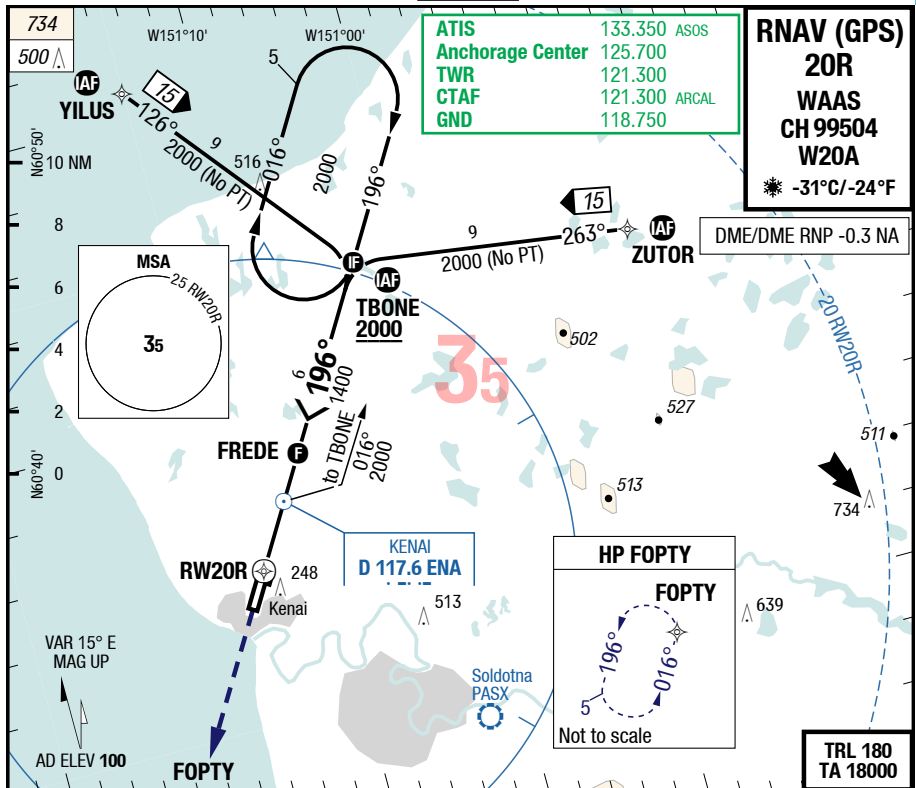 734
500
W151°10'
W151°00'
ATIS 133.350 ASOS
Anchorage Center 125.700
TWR 121.300
CTAF 121.300 ARCAL
GND 118.750
RNAV (GPS)
20R
WAAS
CH 99504
W20A
-31°C/-24°F
DME/DME RNP -0.3 NA
IAF
YILUS
15
126°
9
2000 (No PT)
5
016°
2000
196°
516
N60°50'
10 NM
8
6
4
2
0
N60°40'
15
263°
9
2000 (No PT)
IAF
ZUTOR
IF
IAF
TBONE
2000
MSA
25 RW20R
35
35
20 RW20R
502
527
511
513
734
6
196°
1400
FREDE
F
to TBONE
016°
2000
KENAI
D 117.6 ENA
RW20R
248
Kenai
513
HP FOPTY
FOPTY
196°
016°
5
Not to scale
639
VAR 15° E
MAG UP
AD ELEV 100
FOPTY
Soldotna
PASX
TRL 180
TA 18000